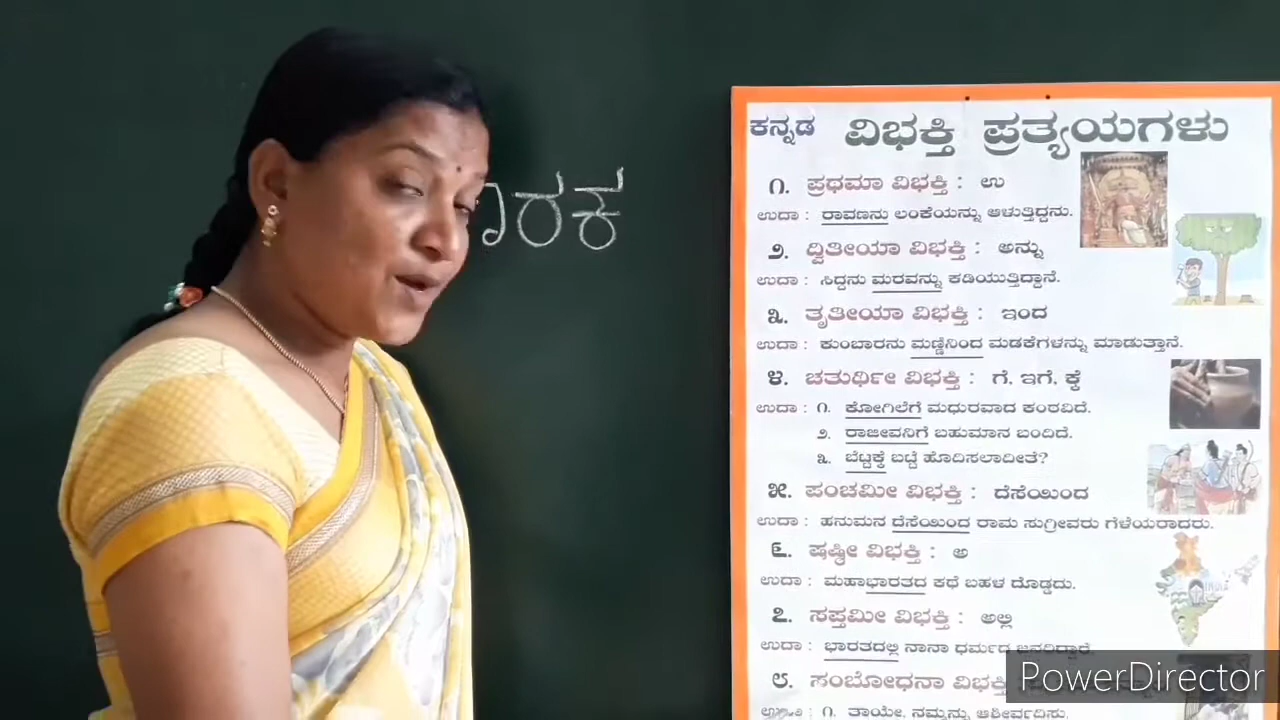 ಾರಕ
ಕನ್ನಡ ವಿಭಕ್ತಿ ಪ್ರತ್ಯಯಗಳು
೧. ಪ್ರಥಮಾ ವಿಭಕ್ತಿ : ಉ
ಉದಾ : ರಾವಣನು ಲಂಕೆಯನ್ನು ಆಳುತ್ತಿದ್ದನು.
೨. ದ್ವಿತೀಯಾ ವಿಭಕ್ತಿ : ಅನ್ನು
ಉದಾ : ಸಿದ್ದನು ಮರವನ್ನು ಕಡಿಯುತ್ತಿದ್ದಾನೆ.
೩. ತೃತೀಯಾ ವಿಭಕ್ತಿ : ಇಂದ
ಉದಾ : ಕುಂಬಾರನು ಮಣ್ಣಿನಿಂದ ಮಡಕೆಗಳನ್ನು ಮಾಡುತ್ತಾನೆ.
೪. ಚತುರ್ಥೀ ವಿಭಕ್ತಿ : ಗೆ, ಇಗೆ, ಕ್ಕೆ
ಉದಾ : ೧. ಕೋಗಿಲೆಗೆ ಮಧುರವಾದ ಕಂಠವಿದೆ.
೨. ರಾಜೀವನಿಗೆ ಬಹುಮಾನ ಬಂದಿದೆ.
೩. ಬೆಟ್ಟಕ್ಕೆ ಬಟ್ಟೆ ಹೊದಿಸಲಾದೀತೆ?
೫. ಪಂಚಮೀ ವಿಭಕ್ತಿ : ದೆಸೆಯಿಂದ
ಉದಾ : ಹನುಮನ ದೆಸೆಯಿಂದ ರಾಮ ಸುಗ್ರೀವರು ಗೆಳೆಯರಾದರು.
೬. ಷಷ್ಠೀ ವಿಭಕ್ತಿ : ಅ
ಉದಾ : ಮಹಾಭಾರತದ ಕಥೆ ಬಹಳ ದೊಡ್ಡದು.
೭. ಸಪ್ತಮೀ ವಿಭಕ್ತಿ : ಅಲ್ಲಿ
ಉದಾ : ಭಾರತದಲ್ಲಿ ನಾನಾ ಧರ್ಮದ ಜನರಿದ್ದಾರೆ.
೮. ಸಂಬೋಧನಾ ವಿಭಕ್ತಿ
ಉದಾ : ೧. ತಾಯೇ, ನಮ್ಮನ್ನು ಆಶೀರ್ವದಿಸು.
PowerDirector